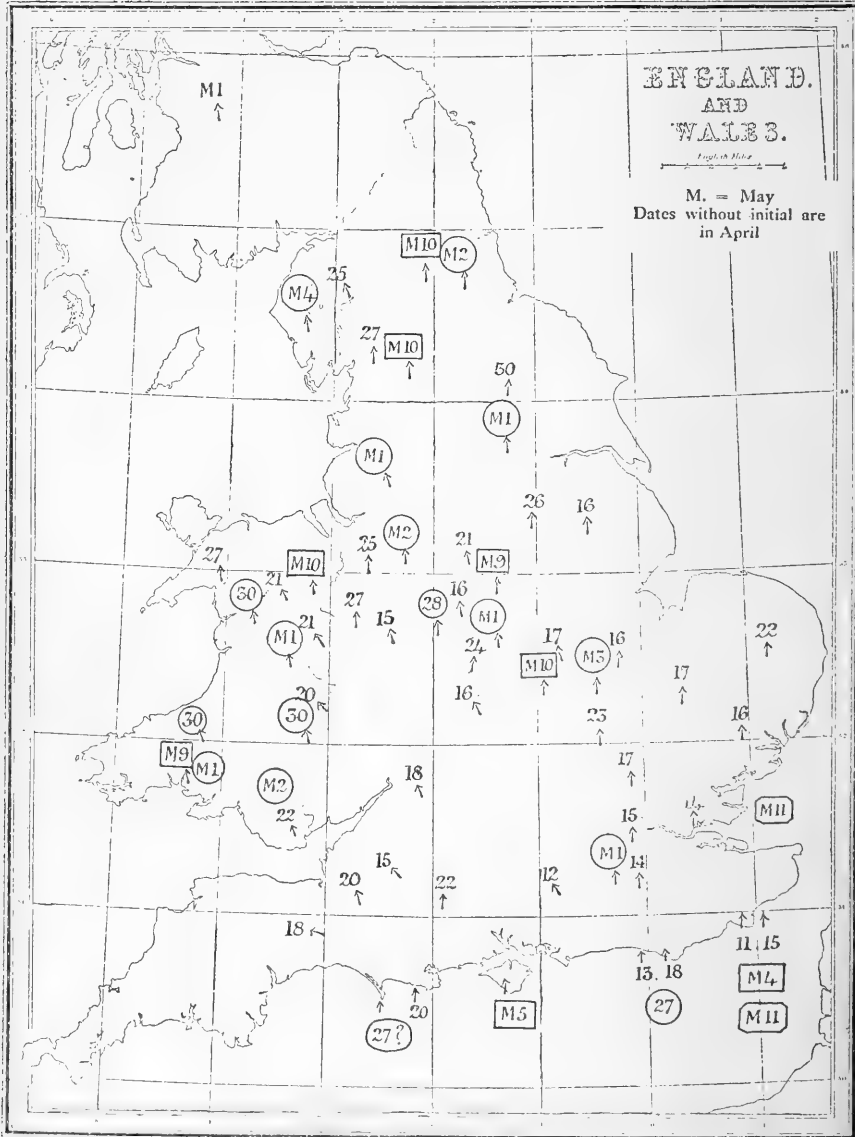 ENGLAND.
AND
WALES.
English Miles
M. = May
Dates without initial are
in April
M1
M10
M2
25
M4
27
M10
50
M1
M1
26
16
M2
21
25
27
M10
M9
21
30
16
28
27
15
M1
22
M1
21
17
16
24
M3
M10
17
20
16
30
30
23
16
M9
M1
18
17
M2
M11
22
15
M1
15
14
20
22
12
18
11
15
13
18
M4
20
27
M5
M11
27?